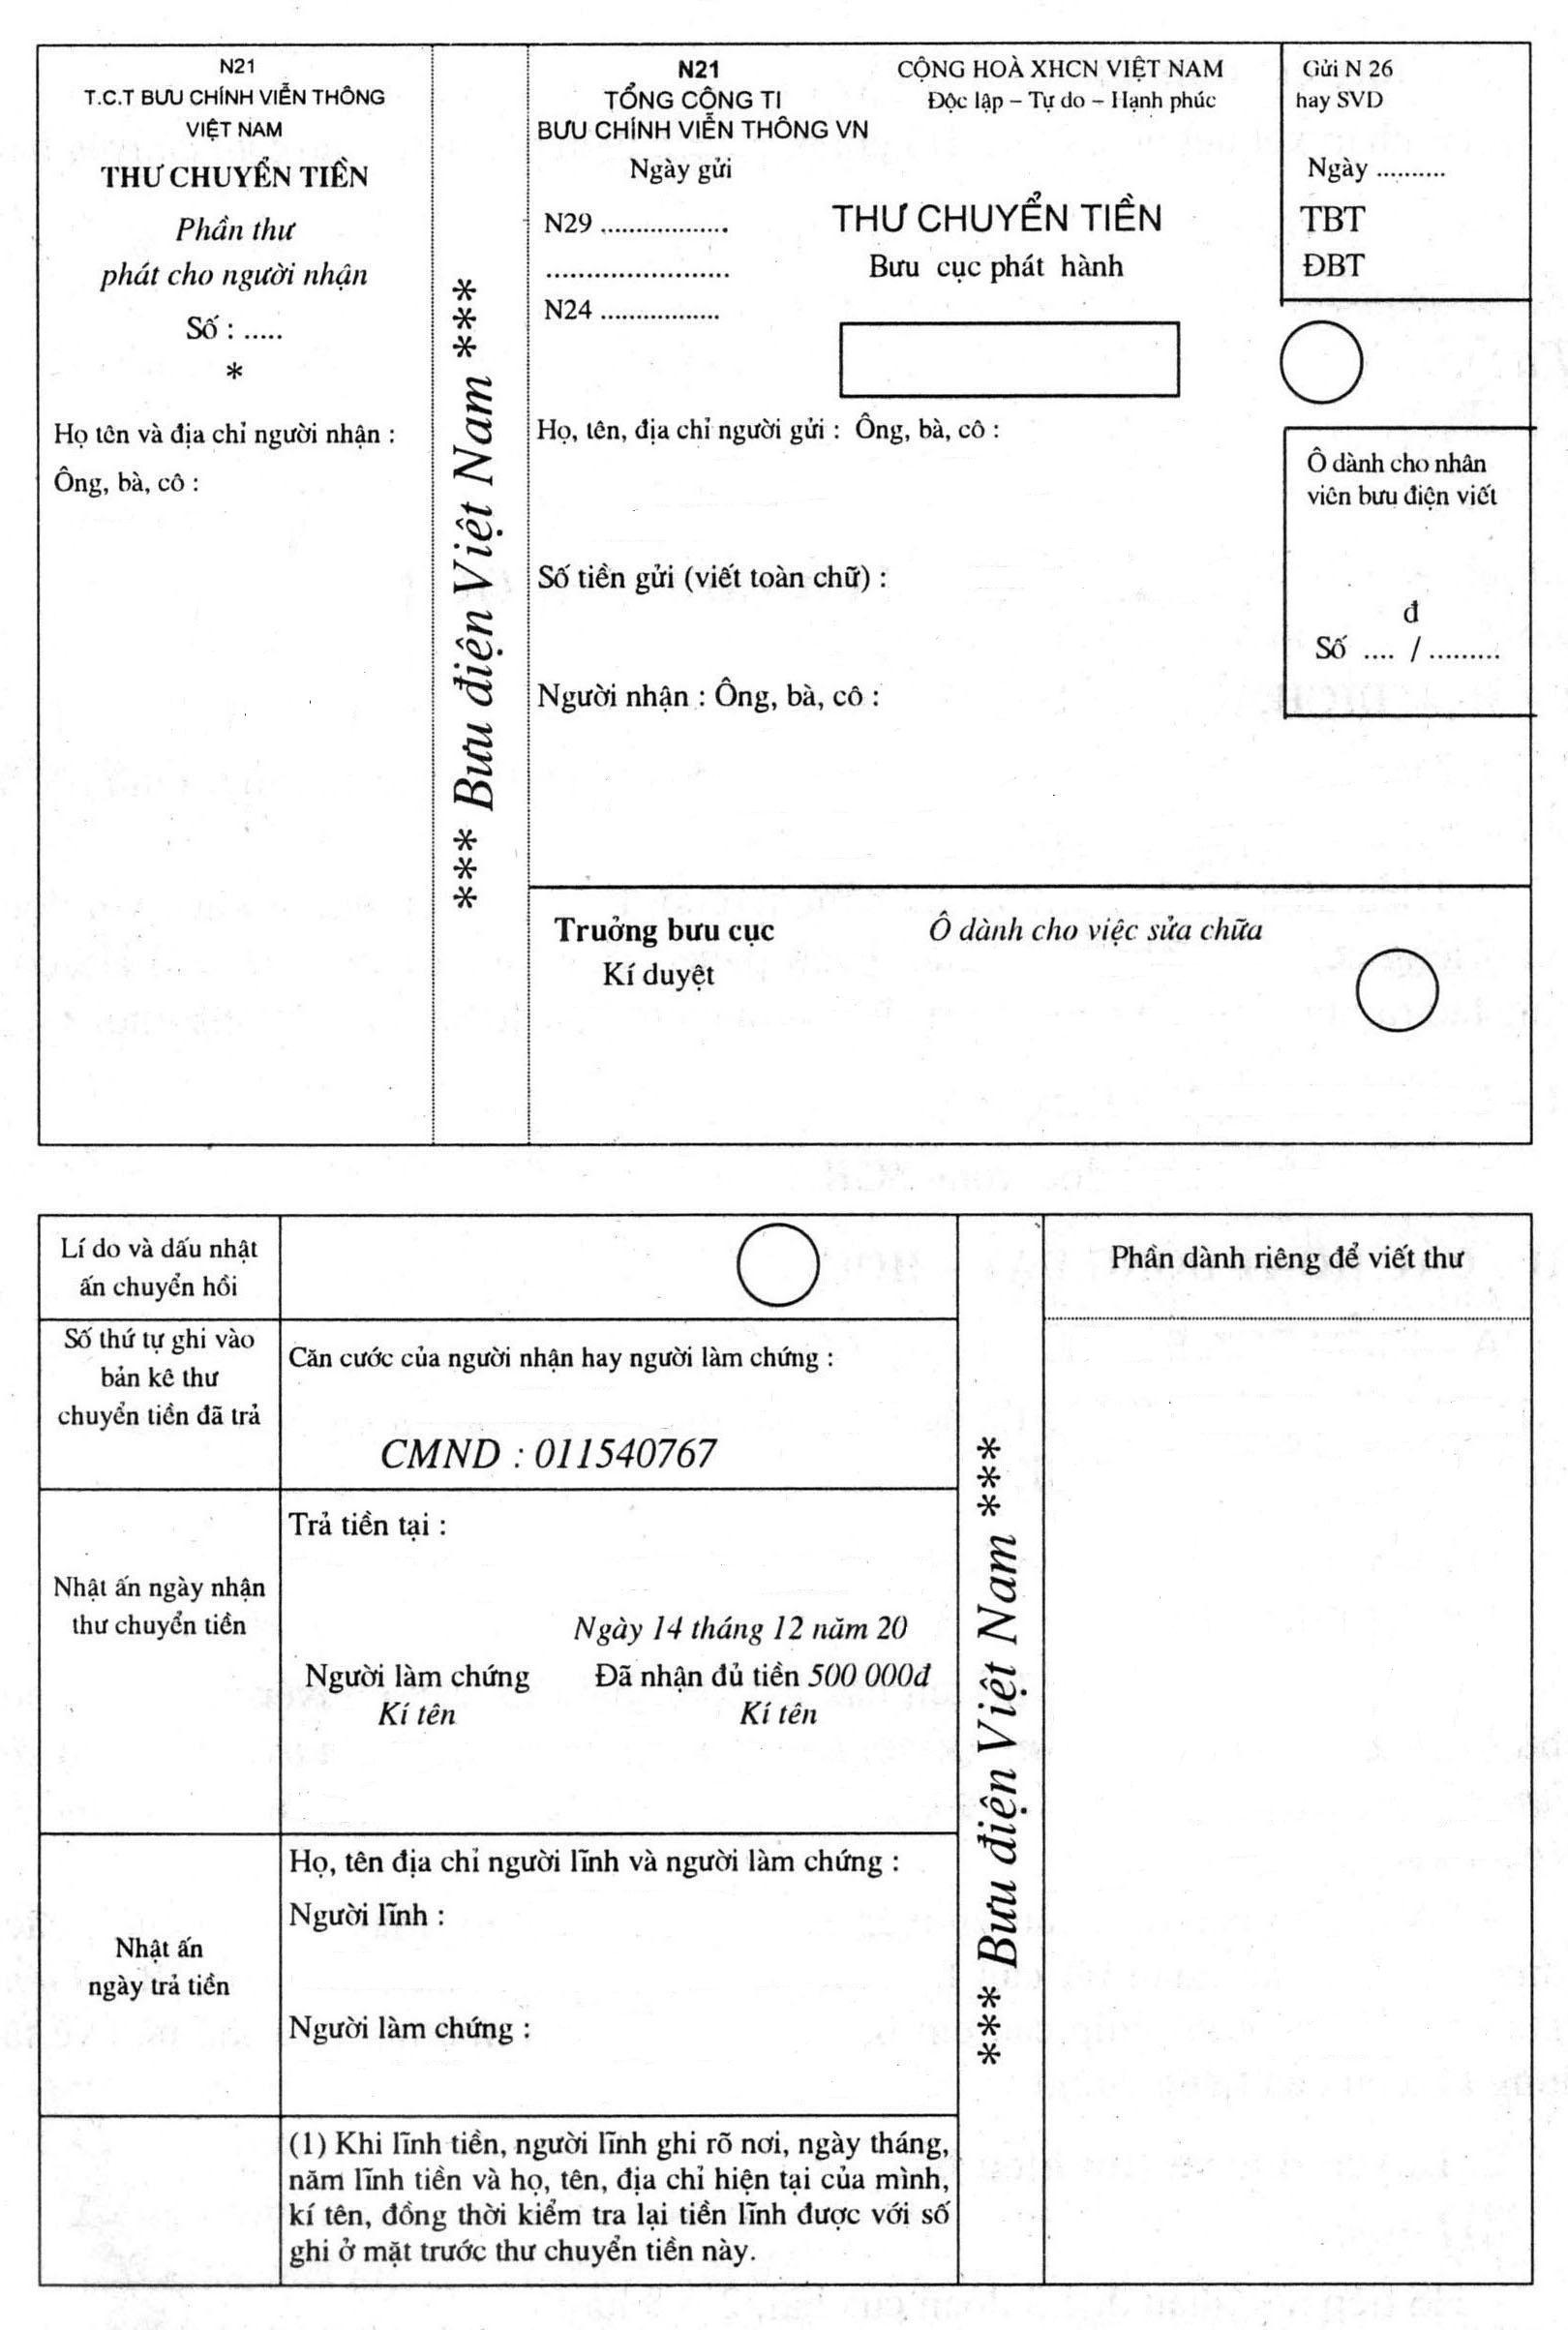 N21
T.C.T BƯU CHÍNH VIỄN THÔNG
VIỆT NAM
THƯ CHUYỂN TIỀN
Phần thư
phát cho người nhận
Số : .....
*
Họ tên và địa chỉ người nhận :
Ông, bà, cô :
*** Bưu điện Việt Nam ***
N21
TỔNG CÔNG TI
BƯU CHÍNH VIỄN THÔNG VN
Ngày gửi
N29 ..................
..........................
N24 .................
CỘNG HOÀ XHCN VIỆT NAM
Độc lập – Tự do – Hạnh phúc
THƯ CHUYỂN TIỀN
Bưu cục phát hành
Gửi N 26
hay SVD
Ngày ..........
TBT
ĐBT
Họ, tên, địa chỉ người gửi : Ông, bà, cô :
Số tiền gửi (viết toàn chữ) :
Người nhận : Ông, bà, cô :
Ô dành cho nhân
viên bưu điện viết
đ
Số .... / ..........
Truởng bưu cục
Kí duyệt
Ô dành cho việc sửa chữa
Lí do và dấu nhật
ấn chuyển hồi
Số thứ tự ghi vào
bản kê thư
chuyển tiền đã trả
Căn cước của người nhận hay người làm chứng :
CMND : 011540767
Nhật ấn ngày nhận
thư chuyển tiền
Trả tiền tại :
Ngày 14 tháng 12 năm 20
Người làm chứng Đã nhận đủ tiền 500 000đ
Kí tên Kí tên
Nhật ấn
ngày trả tiền
Họ, tên địa chỉ người lĩnh và người làm chứng :
Người lĩnh :
Người làm chứng :
(1) Khi lĩnh tiền, người lĩnh ghi rõ nơi, ngày tháng,
năm lĩnh tiền và họ, tên, địa chỉ hiện tại của mình,
kí tên, đồng thời kiểm tra lại tiền lĩnh được với số
ghi ở mặt trước thư chuyển tiền này.
*** Bưu điện Việt Nam ***
Phần dành riêng để viết thư